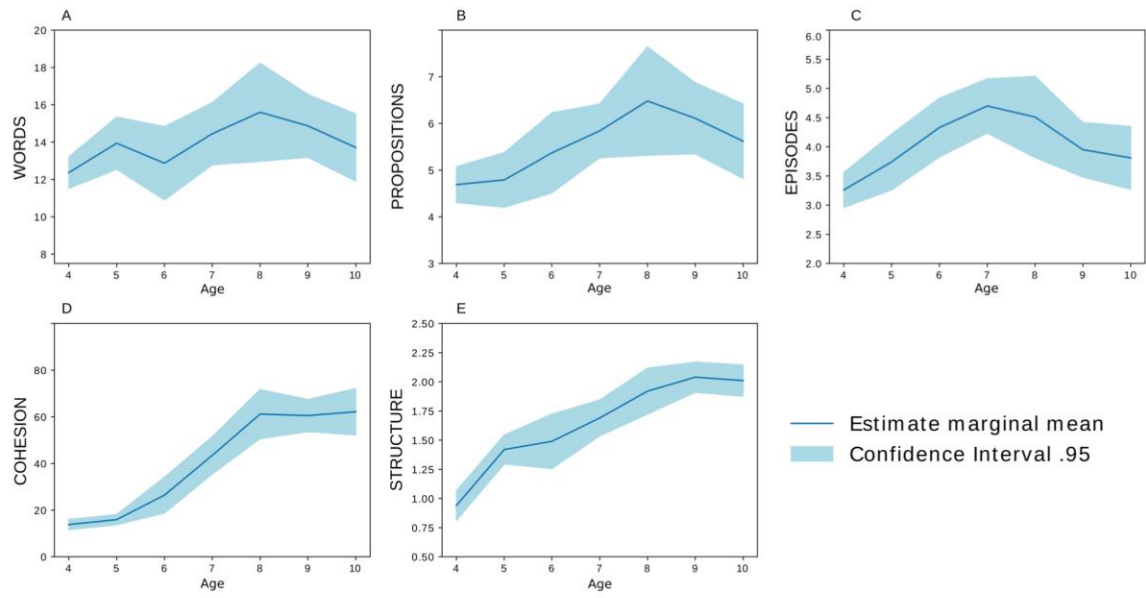 A
WORDS
20
18
16
14
12
10
8
4 5 6 7 8 9 10
Age
B
PROPOSITIONS
7
6
5
4
3
4 5 6 7 8 9 10
Age
C
EPISODES
6.0
5.5
5.0
4.5
4.0
3.5
3.0
2.5
2.0
4 5 6 7 8 9 10
Age
D
COHESION
80
60
40
20
0
4 5 6 7 8 9 10
Age
E
STRUCTURE
2.50
2.25
2.00
1.75
1.50
1.25
1.00
0.75
0.50
4 5 6 7 8 9 10
Age
Estimate marginal mean
Confidence Interval .95